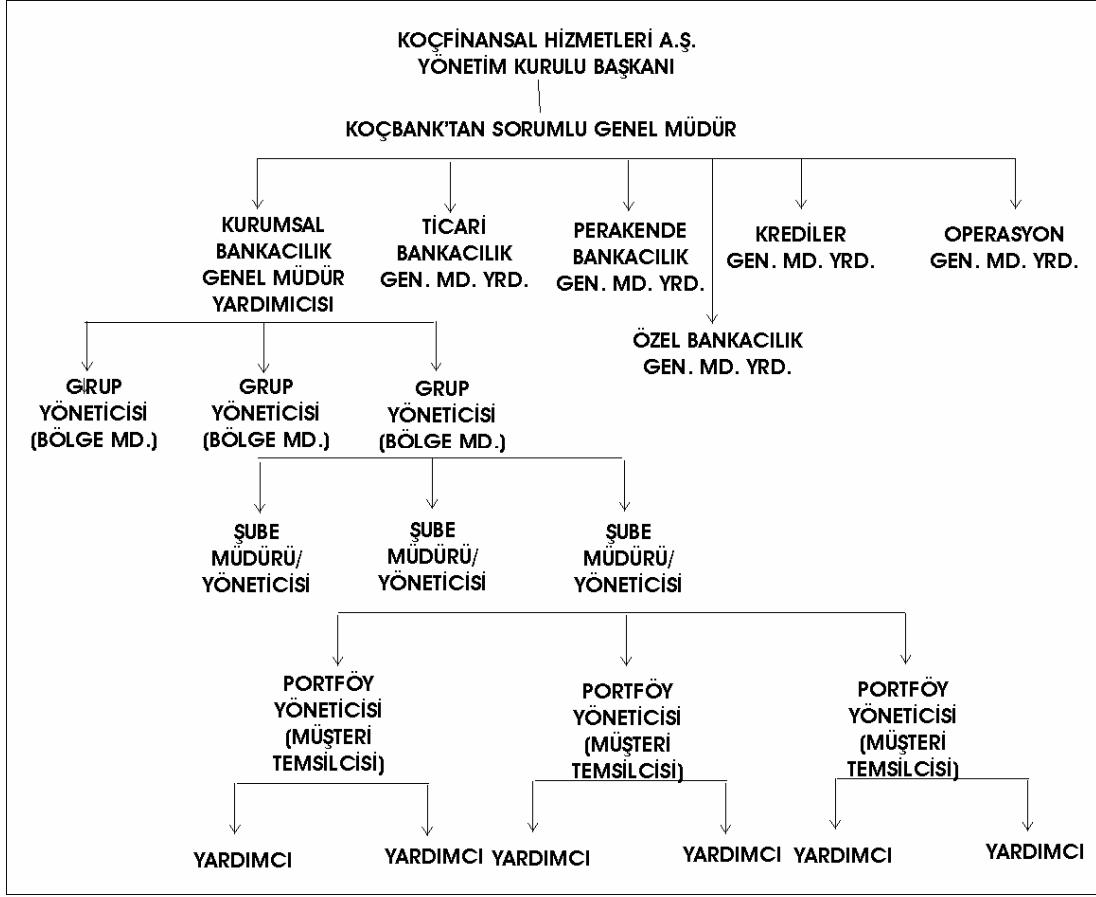 KOÇFİNANSAL HİZMETLERİ A.Ş.
YÖNETİM KURULU BAŞKANI
KOÇBANK'TAN SORUMLU GENEL MÜDÜR
KURUMSAL
BANKACILIK
GENEL MÜDÜR
YARDIMICISI
TİCARİ
BANKACILIK
GEN. MD. YRD.
PERAKENDE
BANKACILIK
GEN. MD. YRD.
KREDİLER
GEN. MD. YRD.
OPERASYON
GEN. MD. YRD.
ÖZEL BANKACILIK
GEN. MD. YRD.
GRUP
YÖNETİCİSİ
(BÖLGE MD.)
GRUP
YÖNETİCİSİ
(BÖLGE MD.)
GRUP
YÖNETİCİSİ
(BÖLGE MD.)
ŞUBE
MÜDÜRÜ/
YÖNETİCİSİ
ŞUBE
MÜDÜRÜ/
YÖNETİCİSİ
ŞUBE
MÜDÜRÜ/
YÖNETİCİSİ
PORTFÖY
YÖNETİCİSİ
(MÜŞTERİ
TEMSİLCİSİ)
PORTFÖY
YÖNETİCİSİ
(MÜŞTERİ
TEMSİLCİSİ)
PORTFÖY
YÖNETİCİSİ
(MÜŞTERİ
TEMSİLCİSİ)
YARDIMCI
YARDIMCI
YARDIMCI
YARDIMCI
YARDIMCI
YARDIMCI